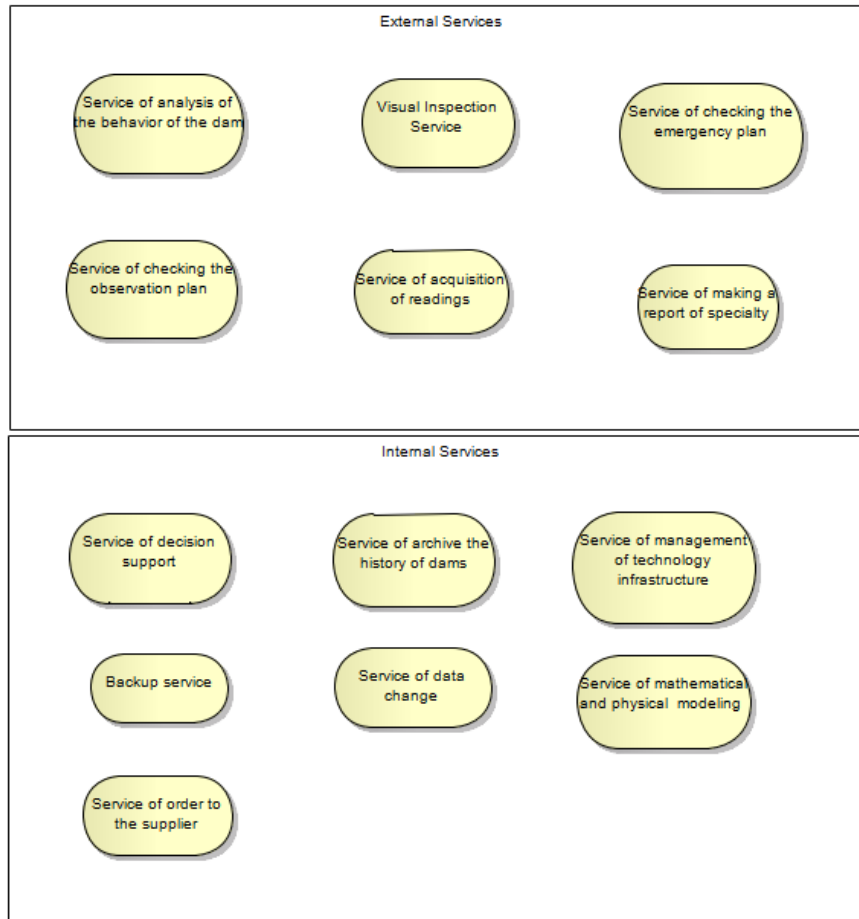 External Services
Service of analysis of
the behavior of the dam
Visual Inspection
Service
Service of checking the
emergency plan
Service of checking the
observation plan
Service of acquisition
of readings
Service of making a
report of specialty
Internal Services
Service of decision
support
Service of archive the
history of dams
Service of management
of technology
infrastructure
Backup service
Service of data
change
Service of mathematical
and physical modeling
Service of order to
the supplier